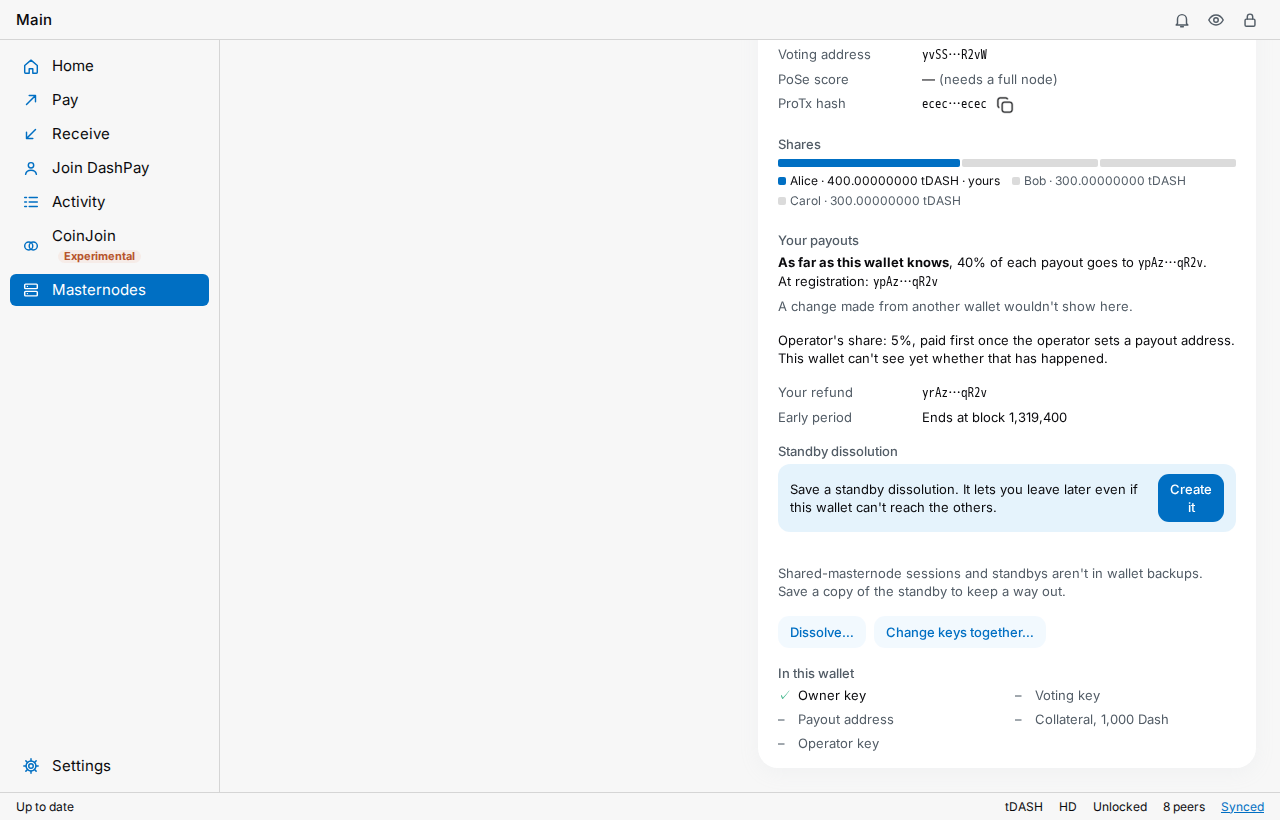 Main
Home
Pay
Receive
Join DashPay
Activity
CoinJoin
Experimental
Masternodes
Settings
Voting address yvSS···R2vW
PoSe score — (needs a full node)
ProTx hash ecec···ecec
Shares
Alice · 400.00000000 tDASH · yours Bob · 300.00000000 tDASH
Carol · 300.00000000 tDASH
Your payouts
As far as this wallet knows, 40% of each payout goes to ypAz···qR2v.
At registration: ypAz···qR2v
A change made from another wallet wouldn't show here.
Operator's share: 5%, paid first once the operator sets a payout address.
This wallet can't see yet whether that has happened.
Your refund yrAz···qR2v
Early period Ends at block 1,319,400
Standby dissolution
Save a standby dissolution. It lets you leave later even if
this wallet can't reach the others.
Create
it
Shared-masternode sessions and standbys aren't in wallet backups.
Save a copy of the standby to keep a way out.
Dissolve... Change keys together...
In this wallet
✓ Owner key – Voting key
– Payout address – Collateral, 1,000 Dash
– Operator key
Up to date tDASH HD Unlocked 8 peers Synced